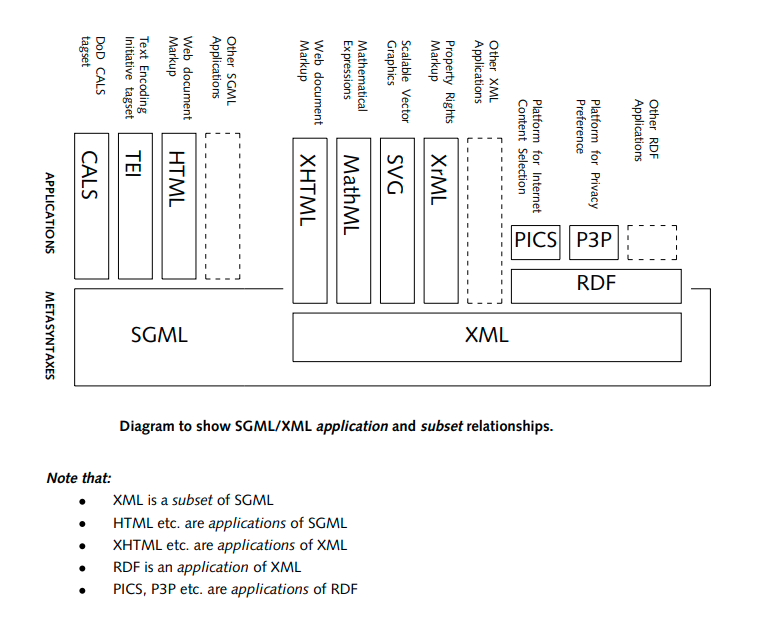 DoD CALS
tagset
Text Encoding
Initiative tagset
Web document
Markup
Other SGML
Applications
Web document
Markup
Mathematical
Expressions
Scalable Vector
Graphics
Property Rights
Markup
Other XML
Applications
Platform for Internet
Content Selection
Platform for Privacy
Preference
Other RDF
Applications
APPLICATIONS
CALS
TEI
HTML
XHTML
MathML
SVG
XrML
PICS
P3P
RDF
METASYNTAXES
SGML
XML
Diagram to show SGML/XML application and subset relationships.
Note that:
• XML is a subset of SGML
• HTML etc. are applications of SGML
• XHTML etc. are applications of XML
• RDF is an application of XML
• PICS, P3P etc. are applications of RDF